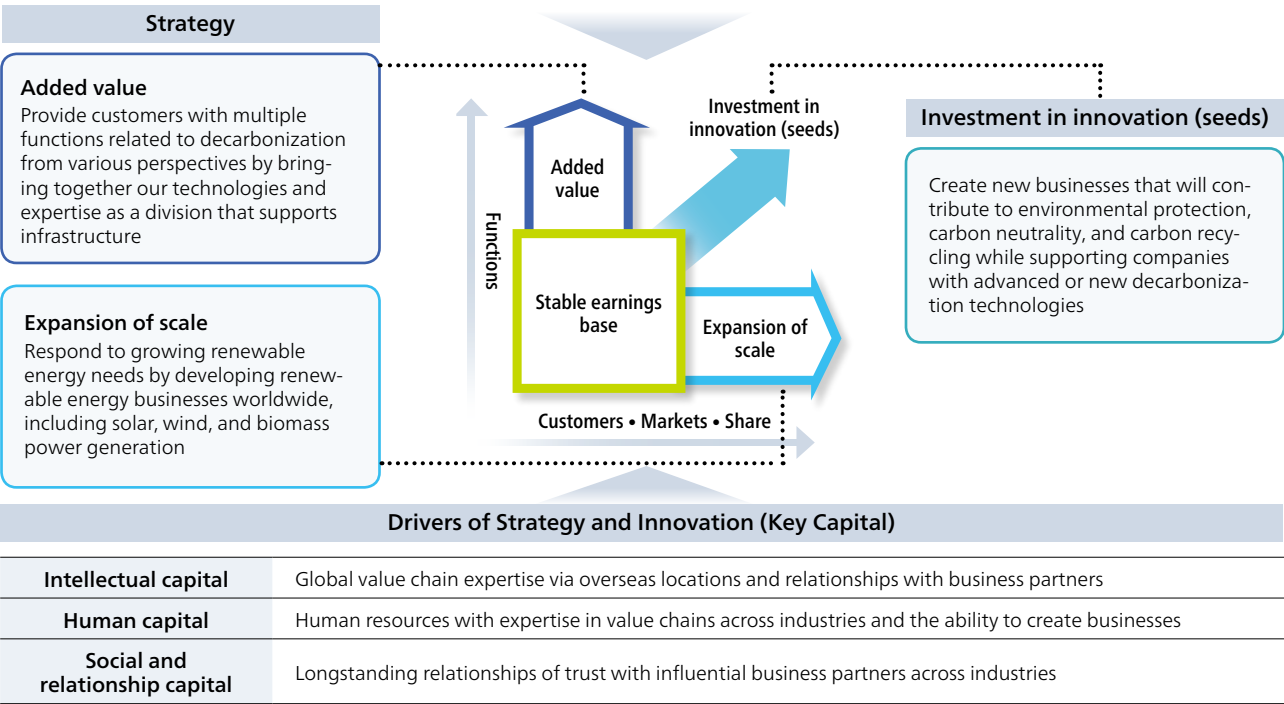 Strategy
Added value
Provide customers with multiple
functions related to decarbonization
from various perspectives by bring-
ing together our technologies and
expertise as a division that supports
infrastructure
Expansion of scale
Respond to growing renewable
energy needs by developing renew-
able energy businesses worldwide,
including solar, wind, and biomass
power generation
Functions
Added
value
Investment in
innovation (seeds)
Stable earnings
base
Expansion of
scale
Customers • Markets • Share
Investment in innovation (seeds)
Create new businesses that will con-
tribute to environmental protection,
carbon neutrality, and carbon recy-
cling while supporting companies
with advanced or new decarboniza-
tion technologies
Drivers of Strategy and Innovation (Key Capital)
Intellectual capital
Global value chain expertise via overseas locations and relationships with business partners
Human capital
Human resources with expertise in value chains across industries and the ability to create businesses
Social and
relationship capital
Longstanding relationships of trust with influential business partners across industries